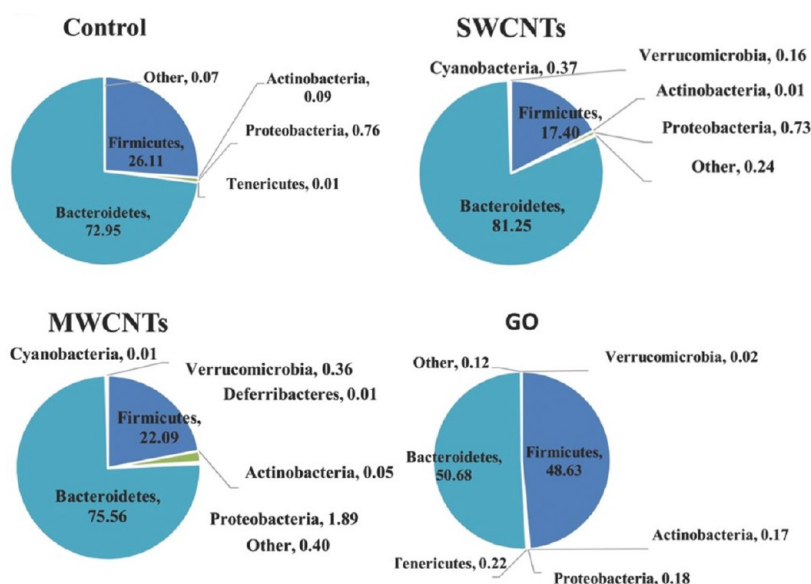 Control
Other, 0.07
Actinobacteria,
0.09
Firmicutes,
26.11
Proteobacteria, 0.76
Tenericutes, 0.01
Bacteroidetes,
72.95
SWCNTs
Verrucomicrobia, 0.16
Cyanobacteria, 0.37
Actinobacteria, 0.01
Firmicutes,
17.40
Proteobacteria, 0.73
Other, 0.24
Bacteroidetes,
81.25
MWCNTs
Cyanobacteria, 0.01
Verrucomicrobia, 0.36
Deferribacteres, 0.01
Firmicutes,
22.09
Actinobacteria, 0.05
Bacteroidetes,
75.56
Proteobacteria, 1.89
Other, 0.40
GO
Other, 0.12
Verrucomicrobia, 0.02
Bacteroidetes,
50.68
Firmicutes,
48.63
Actinobacteria, 0.17
Tenericutes, 0.22
Proteobacteria, 0.18